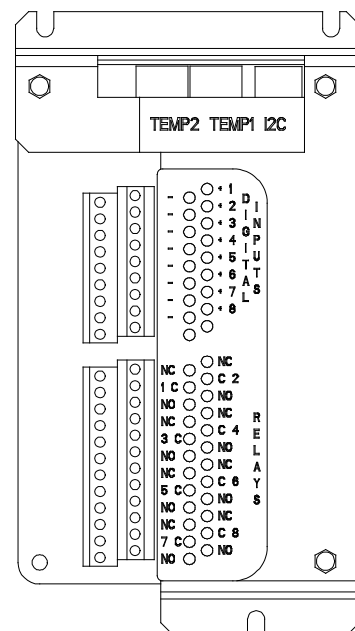 TEMP2 TEMP1 I2C
- + 1
- + 2
- + 3
- + 4
- + 5
- + 6
- + 7
- + 8
DIGITAL
INPUTS
NC NC
1 C C 2
NO NO
NC NC
3 C C 4
NO NO
NC NC
5 C C 6
NO NO
NC NC
7 C C 8
NO NO
RELAYS